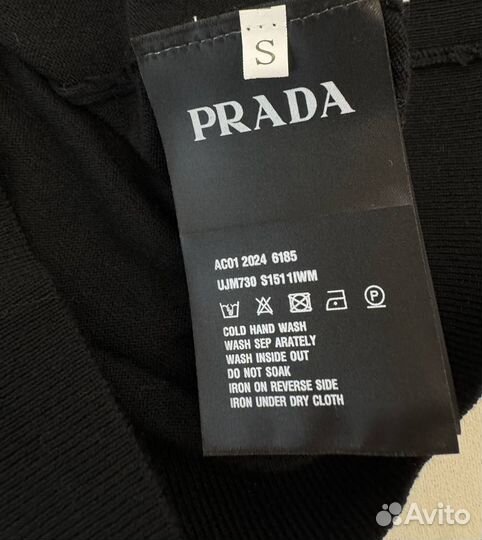 S
PRADA
AC01 2024 6185
UJM730 S1511IWM
P
COLD HAND WASH
WASH SEP ARATELY
WASH INSIDE OUT
DO NOT SOAK
IRON ON REVERSE SIDE
IRON UNDER DRY CLOTH
Avito